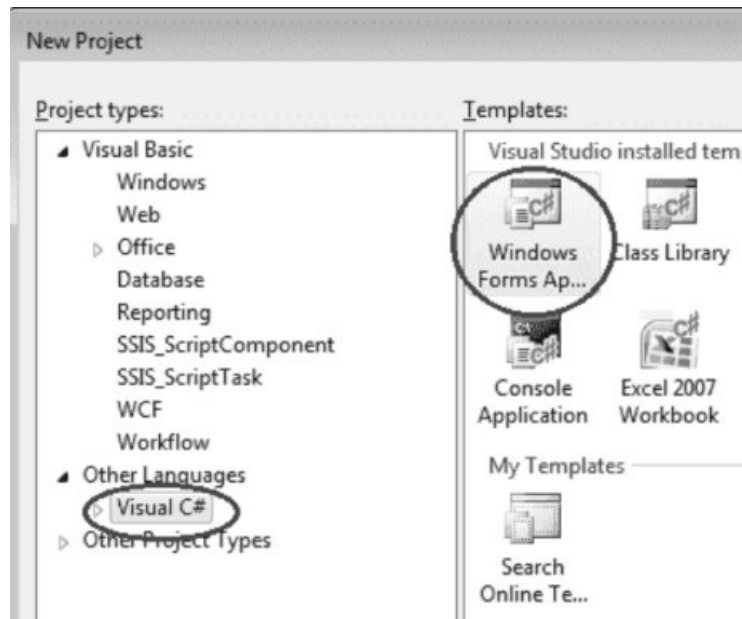 New Project
Project types:
Visual Basic
Windows
Web
Office
Database
Reporting
SSIS_ScriptComponent
SSIS_ScriptTask
WCF
Workflow
Other Languages
Visual C#
Other Project Types
Templates:
Visual Studio installed tem
C#
C#
Windows
Forms Ap...
Class Library
C#
C#
Console
Application
Excel 2007
Workbook
My Templates
Search
Online Te...